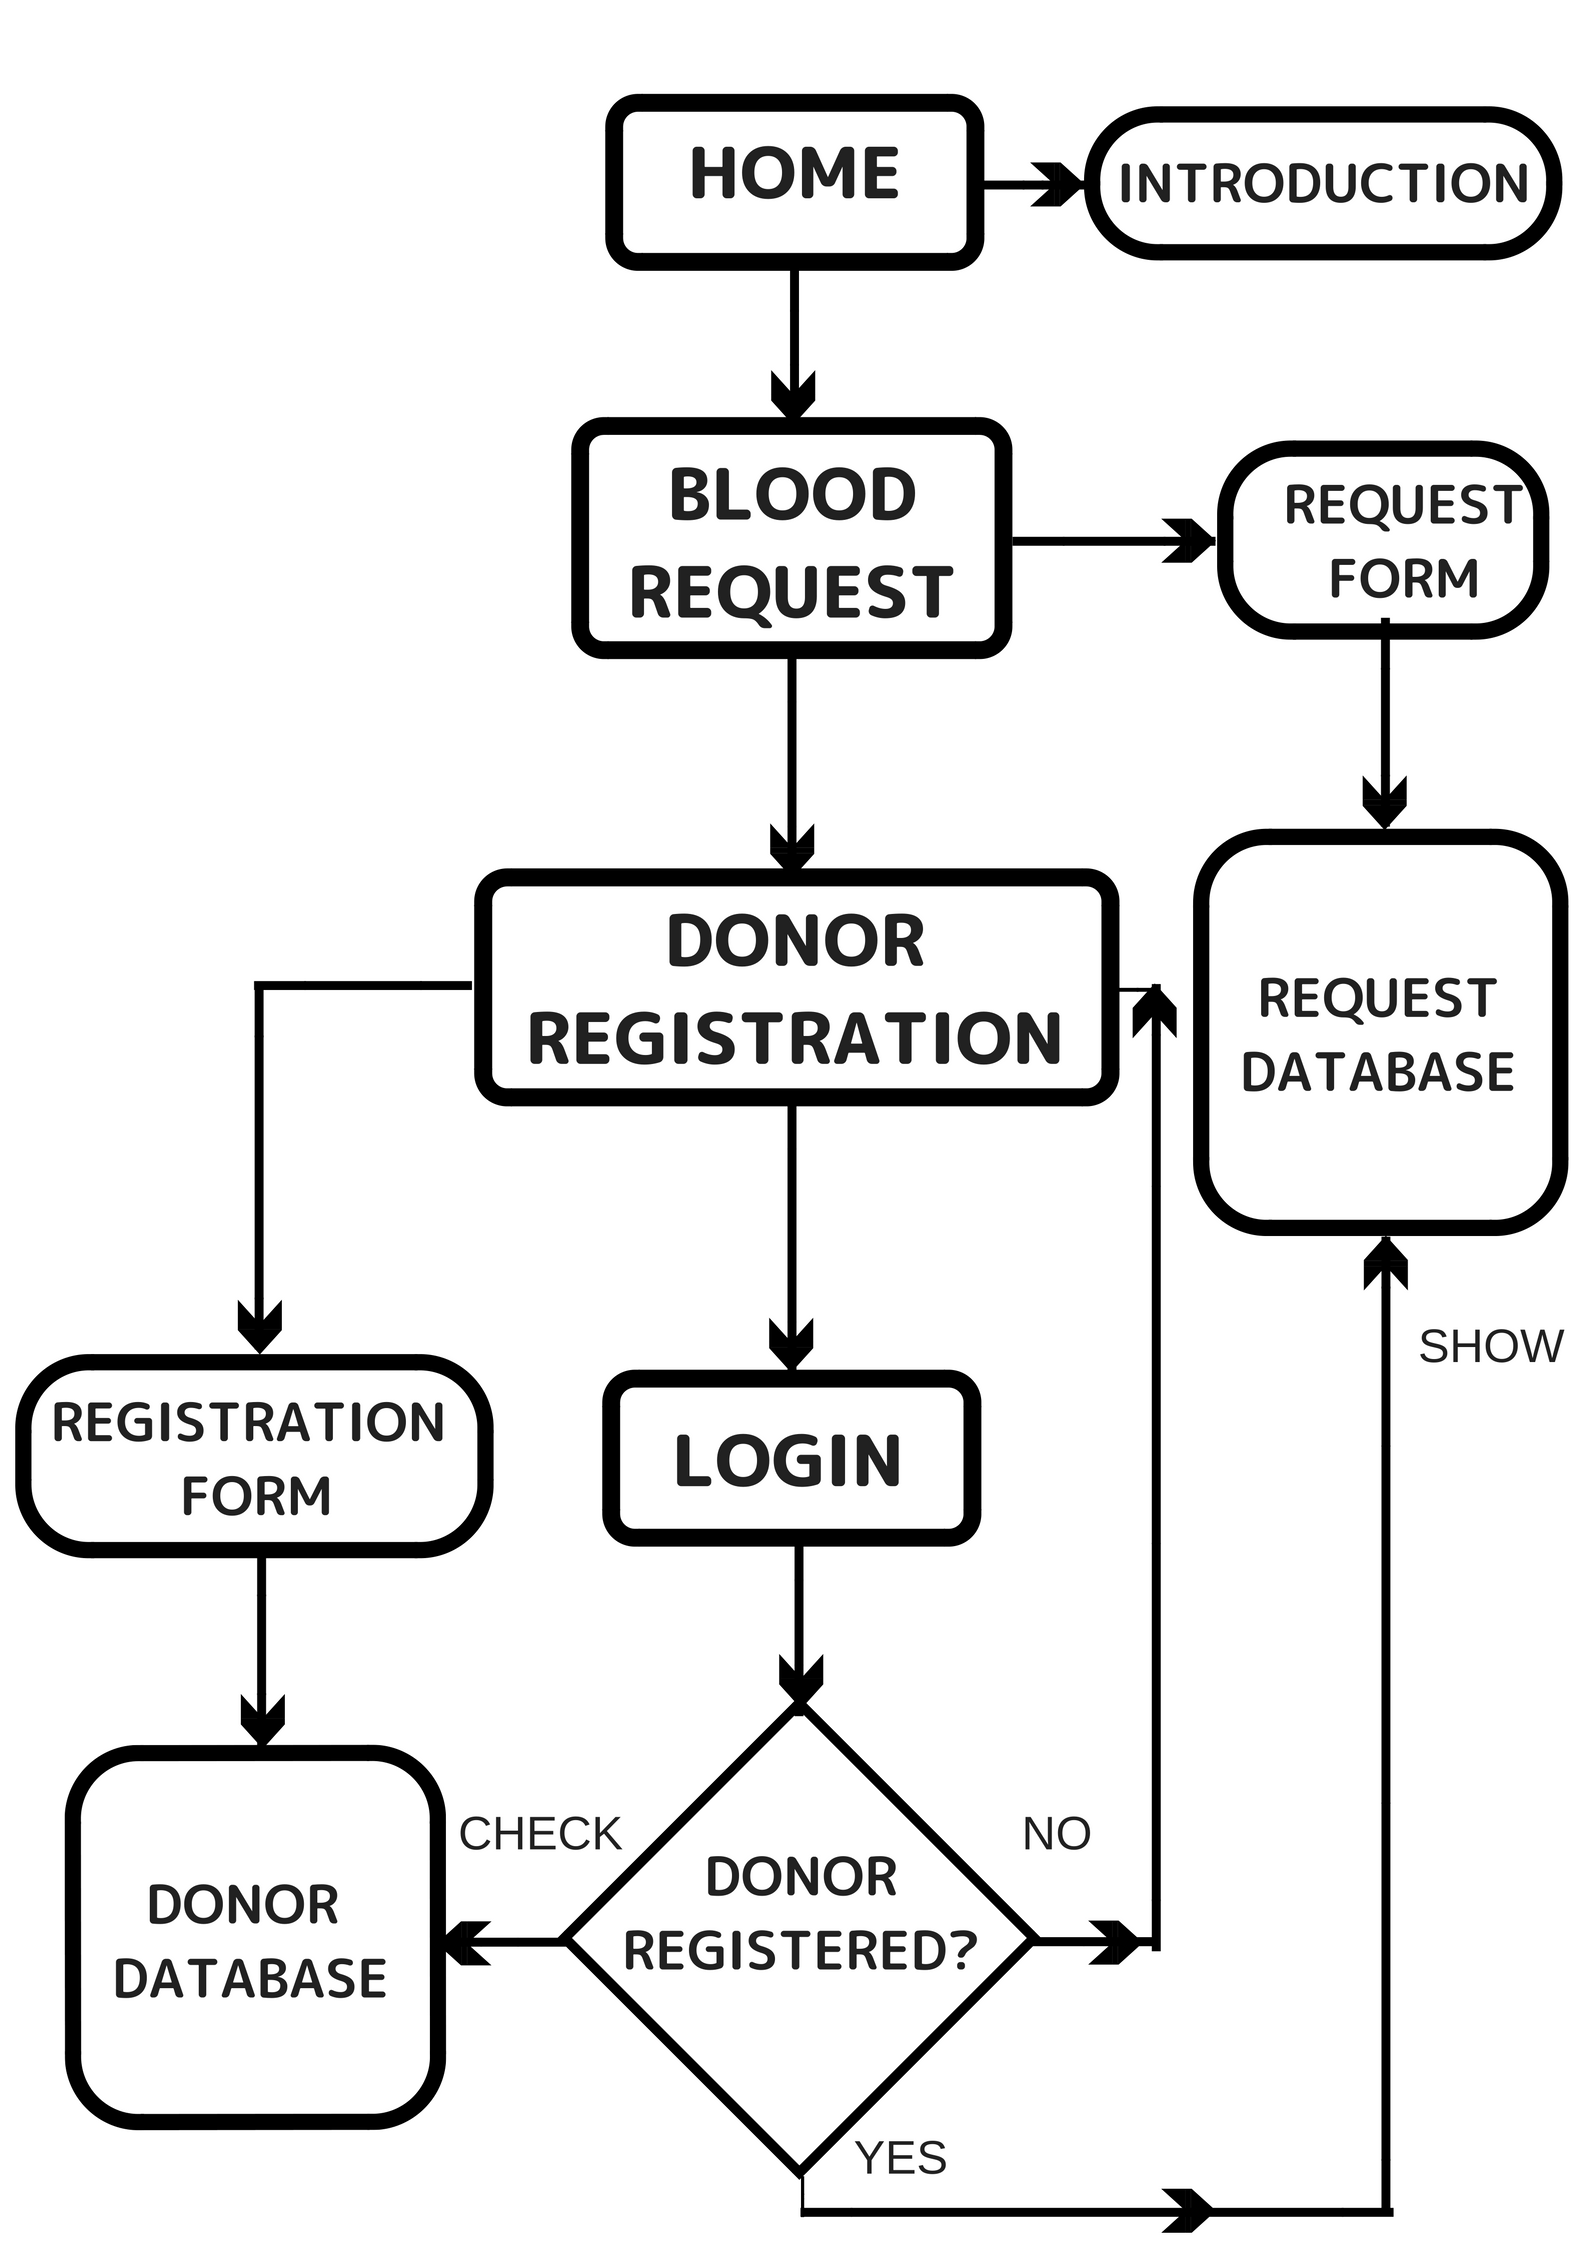 HOME
INTRODUCTION
BLOOD
REQUEST
REQUEST
FORM
DONOR
REGISTRATION
REQUEST
DATABASE
SHOW
REGISTRATION
FORM
LOGIN
CHECK
NO
DONOR
REGISTERED?
DONOR
DATABASE
YES